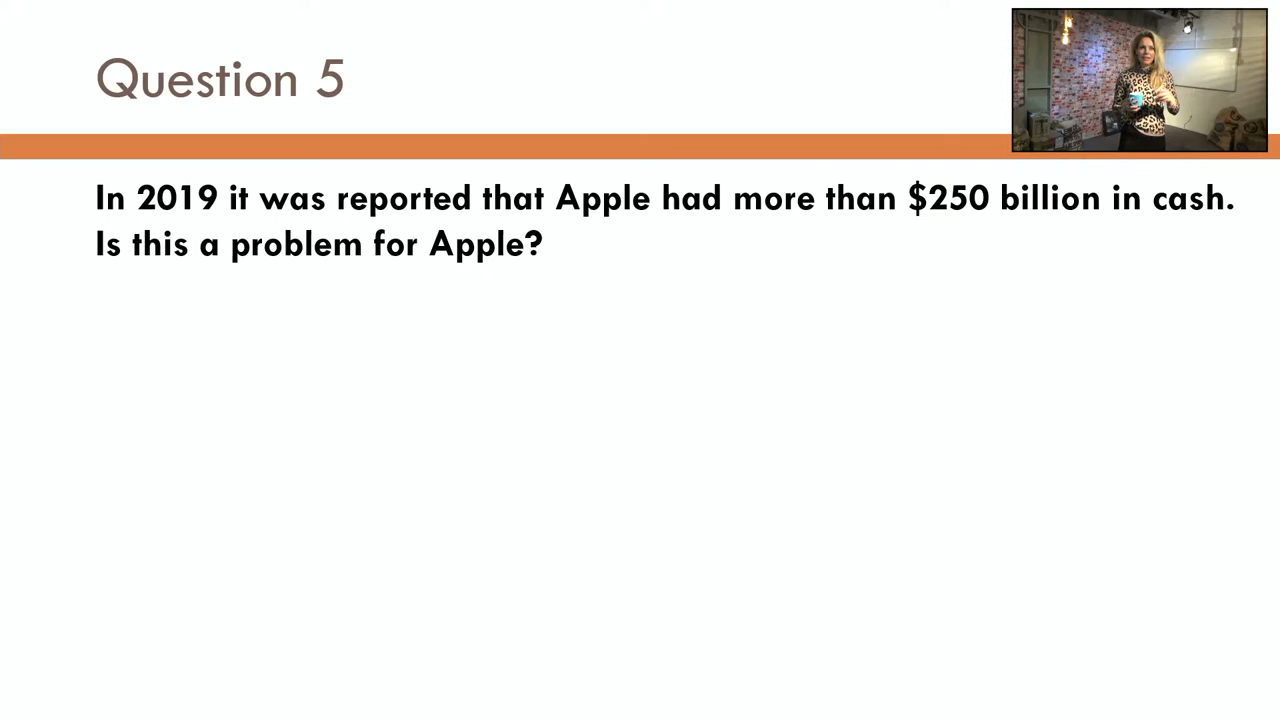 Question 5
In 2019 it was reported that Apple had more than $250 billion in cash.
Is this a problem for Apple?